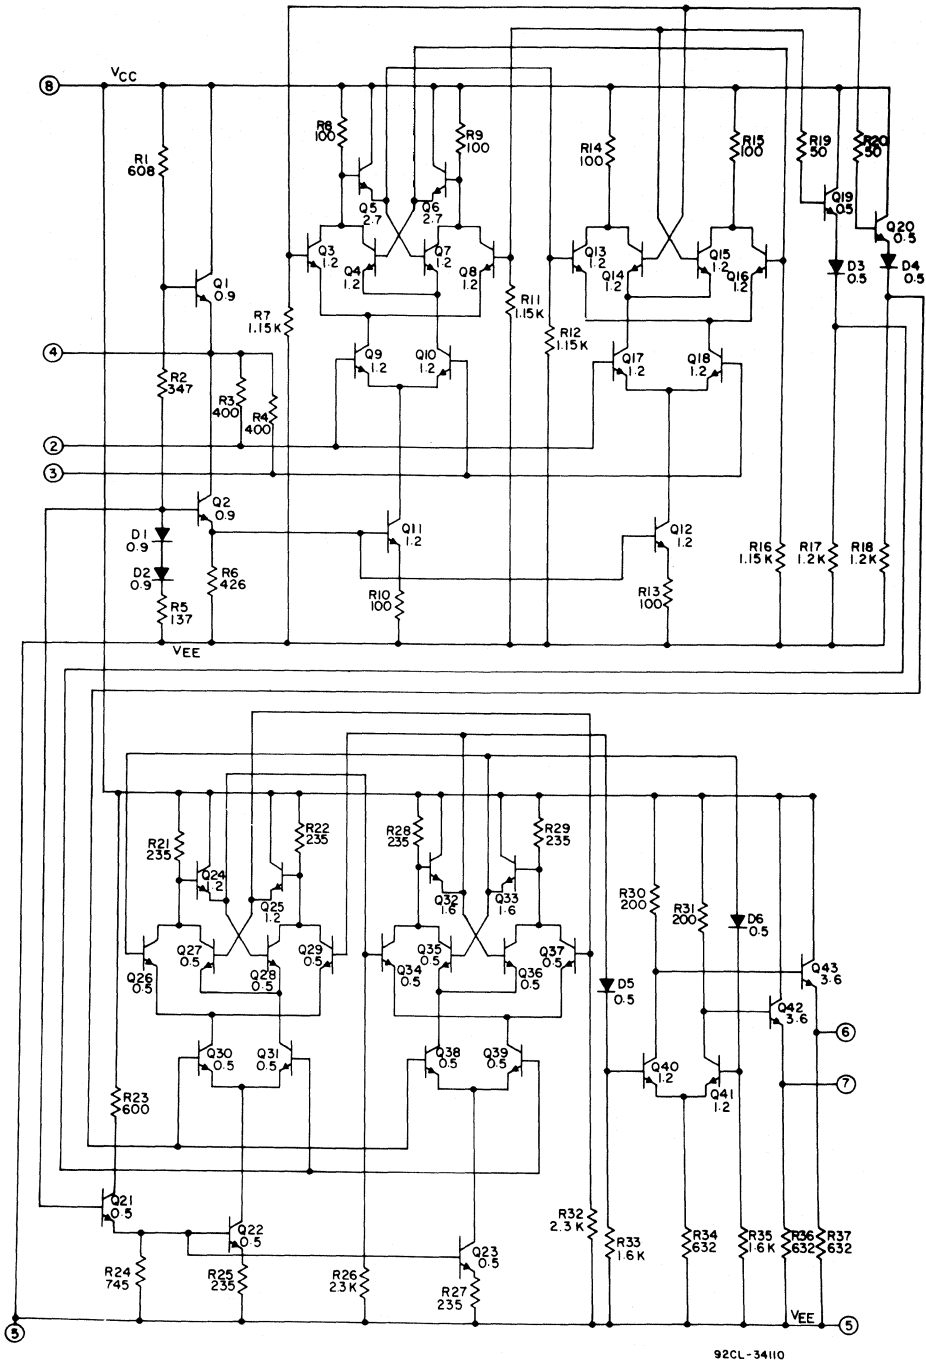 8
VCC
R1
608
R8
100
R9
100
R14
100
R15
100
R19
50
R20
50
Q5
2.7
Q6
2.7
Q19
0.5
Q20
0.5
Q1
0.9
Q3
1.2
Q4
1.2
Q7
1.2
Q8
1.2
Q13
1.2
Q14
1.2
Q15
1.2
Q16
1.2
D3
0.5
D4
0.5
R7
1.15K
R11
1.15K
R12
1.15K
4
R2
347
R3
400
R4
400
Q9
1.2
Q10
1.2
Q17
1.2
Q18
1.2
2
3
Q2
0.9
D1
0.9
D2
0.9
R6
426
R5
137
Q11
1.2
Q12
1.2
R10
100
R13
100
R16
1.15K
R17
1.2K
R18
1.2K
VEE
R21
235
R22
235
R28
235
R29
235
Q24
1.2
Q25
1.2
Q32
1.6
Q33
1.6
R30
200
R31
200
D6
0.5
Q26
0.5
Q27
0.5
Q28
0.5
Q29
0.5
Q34
0.5
Q35
0.5
Q36
0.5
Q37
0.5
D5
0.5
Q43
3.6
Q42
3.6
6
7
Q30
0.5
Q31
0.5
Q38
0.5
Q39
0.5
Q40
1.2
Q41
1.2
R23
600
Q21
0.5
Q22
0.5
Q23
0.5
R24
745
R25
235
R26
2.3K
R27
235
R32
2.3K
R33
1.6K
R34
632
R35
1.6K
R36
632
R37
632
VEE
5
5
92CL-34110